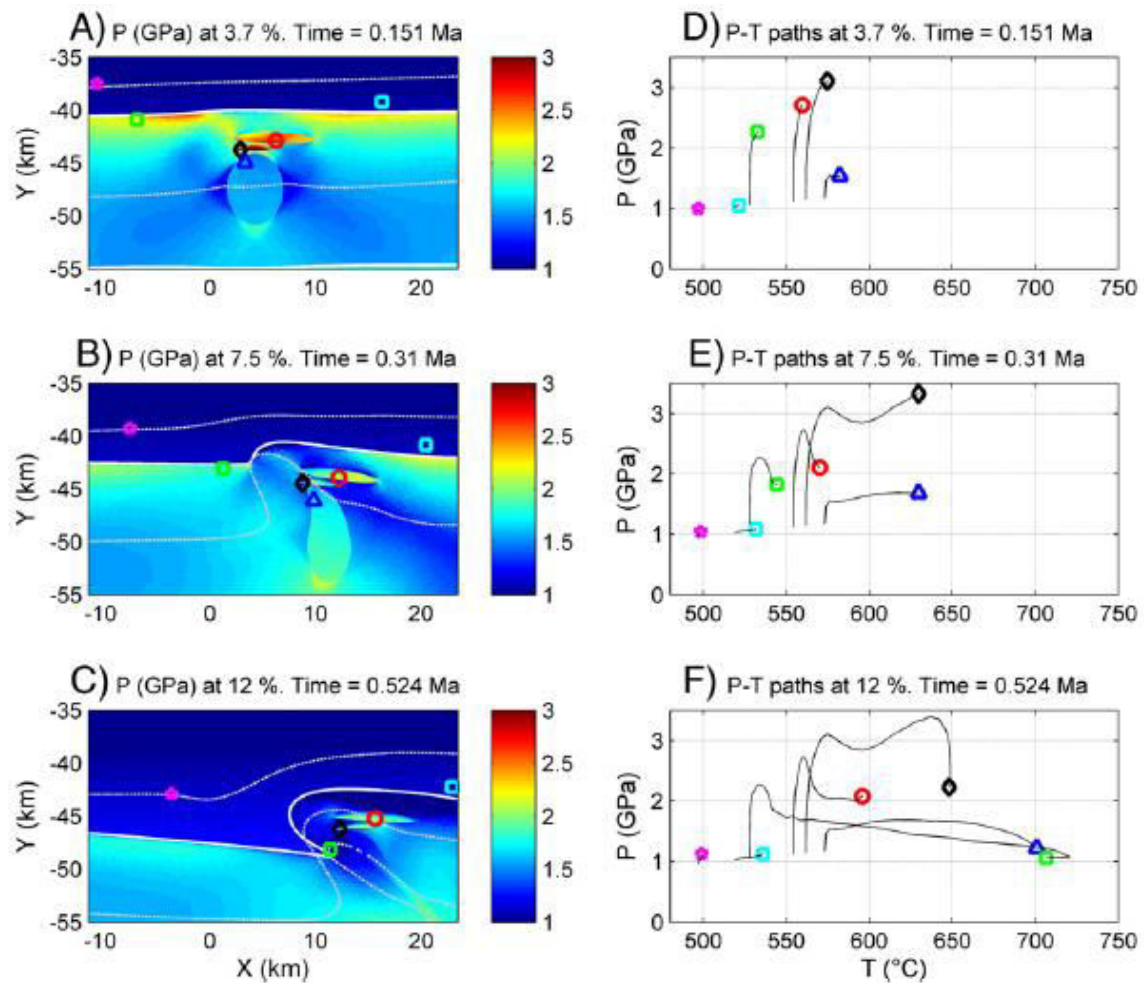 A) P (GPa) at 3.7 %. Time = 0.151 Ma
-35
-40
-45
-50
-55
Y (km)
-10 0 10 20
3
2.5
2
1.5
1
D) P-T paths at 3.7 %. Time = 0.151 Ma
P (GPa)
3
2
1
0
500 550 600 650 700 750
B) P (GPa) at 7.5 %. Time = 0.31 Ma
-35
-40
-45
-50
-55
Y (km)
-10 0 10 20
3
2.5
2
1.5
1
E) P-T paths at 7.5 %. Time = 0.31 Ma
P (GPa)
3
2
1
0
500 550 600 650 700 750
C) P (GPa) at 12 %. Time = 0.524 Ma
-35
-40
-45
-50
-55
Y (km)
-10 0 10 20
X (km)
3
2.5
2
1.5
1
F) P-T paths at 12 %. Time = 0.524 Ma
P (GPa)
3
2
1
0
500 550 600 650 700 750
T (°C)